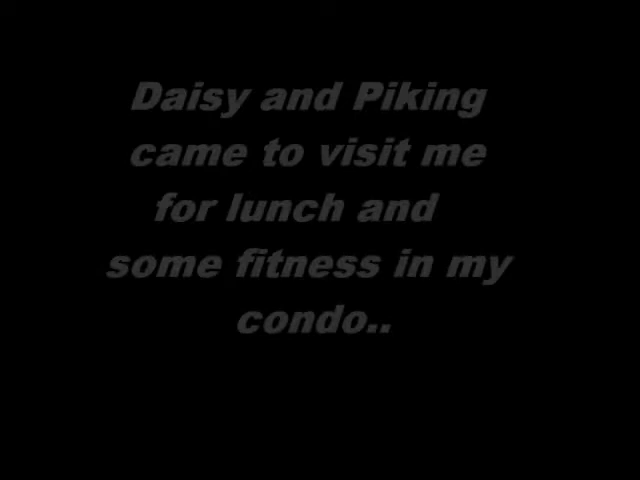 Daisy and Piking
came to visit me
for lunch and
some fitness in my
condo..